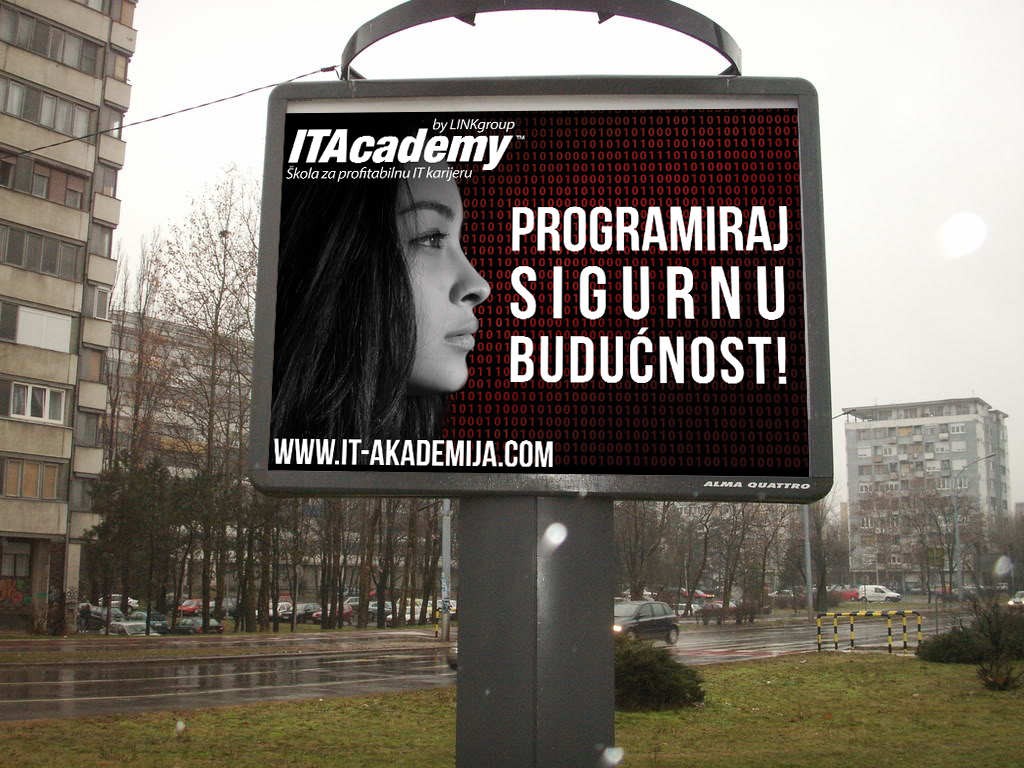 by LINKgroup
ITAcademy™
Škola za profitabilnu IT karijeru
PROGRAMIRAJ
SIGURNU
BUDUĆNOST!
WWW.IT-AKADEMIJA.COM
ALMA QUATTRO